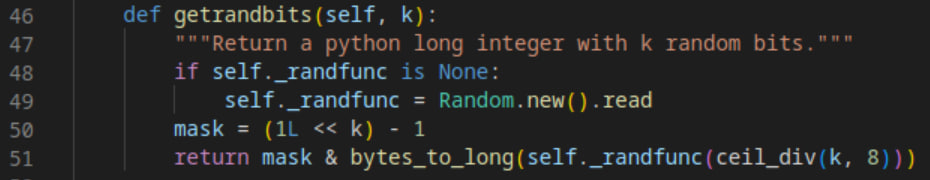 46 def getrandbits(self, k):
47 """Return a python long integer with k random bits."""
48 if self._randfunc is None:
49 self._randfunc = Random.new().read
50 mask = (1L << k) - 1
51 return mask & bytes_to_long(self._randfunc(ceil_div(k, 8)))